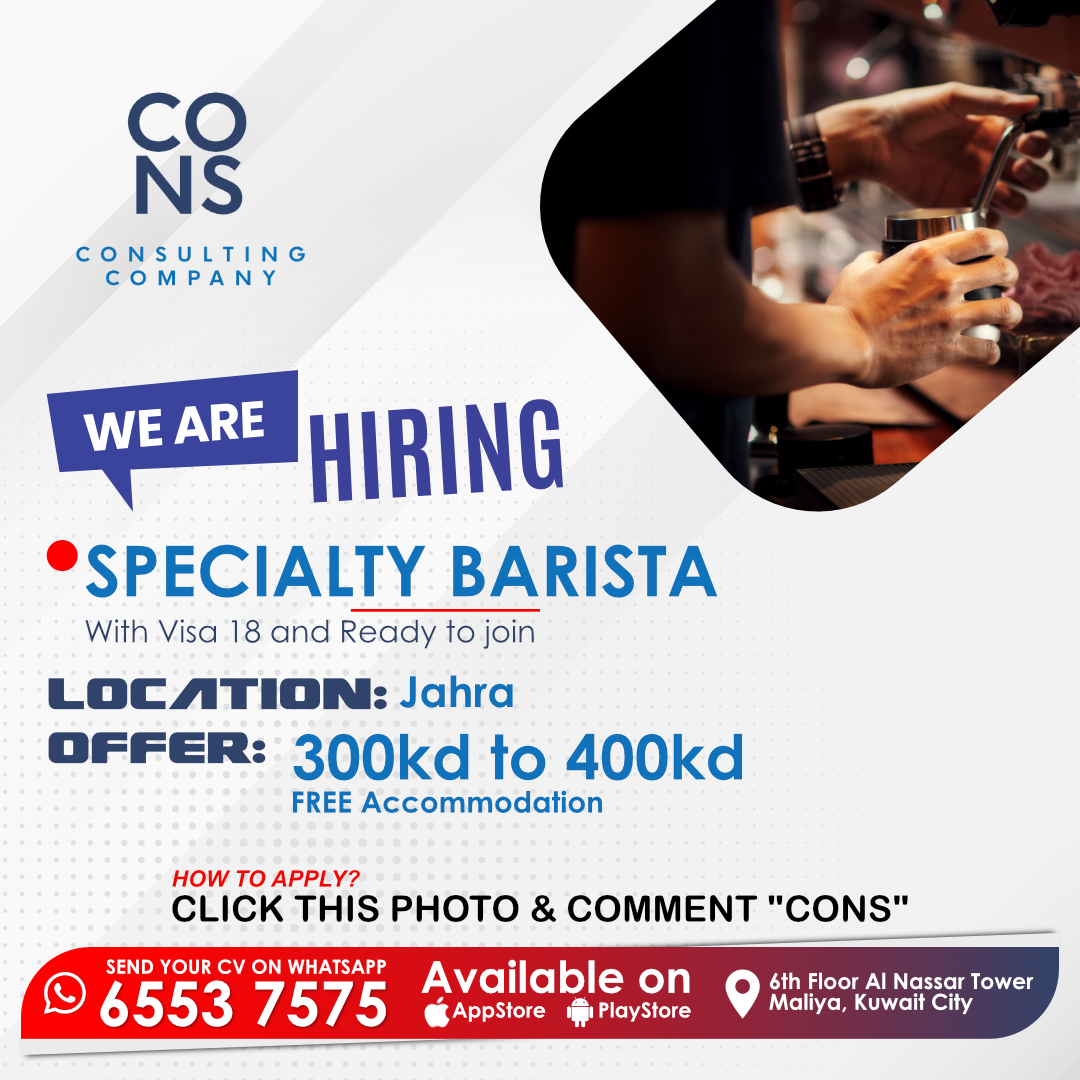 CO
NS
CONSULTING
COMPANY
WE ARE HIRING
SPECIALTY BARISTA
With Visa 18 and Ready to join
LOCATION: Jahra
OFFER: 300kd to 400kd
FREE Accommodation
HOW TO APPLY?
CLICK THIS PHOTO & COMMENT "CONS"
SEND YOUR CV ON WHATSAPP
6553 7575
Available on
AppStore PlayStore
6th Floor Al Nassar Tower
Maliya, Kuwait City